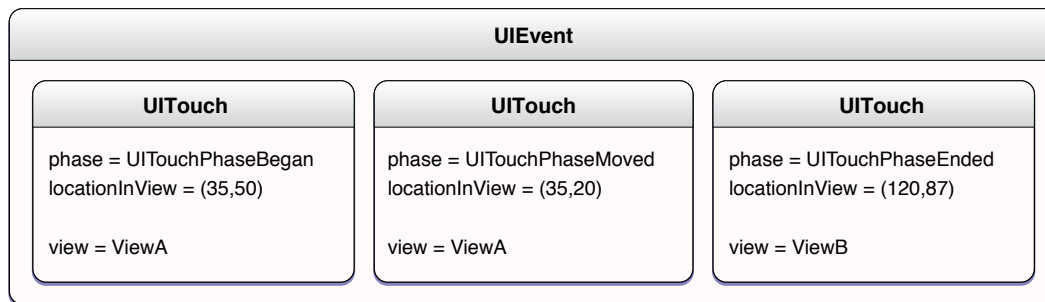 UIEvent
UITouch
phase = UITouchPhaseBegan
locationInView = (35,50)
view = ViewA
UITouch
phase = UITouchPhaseMoved
locationInView = (35,20)
view = ViewA
UITouch
phase = UITouchPhaseEnded
locationInView = (120,87)
view = ViewB